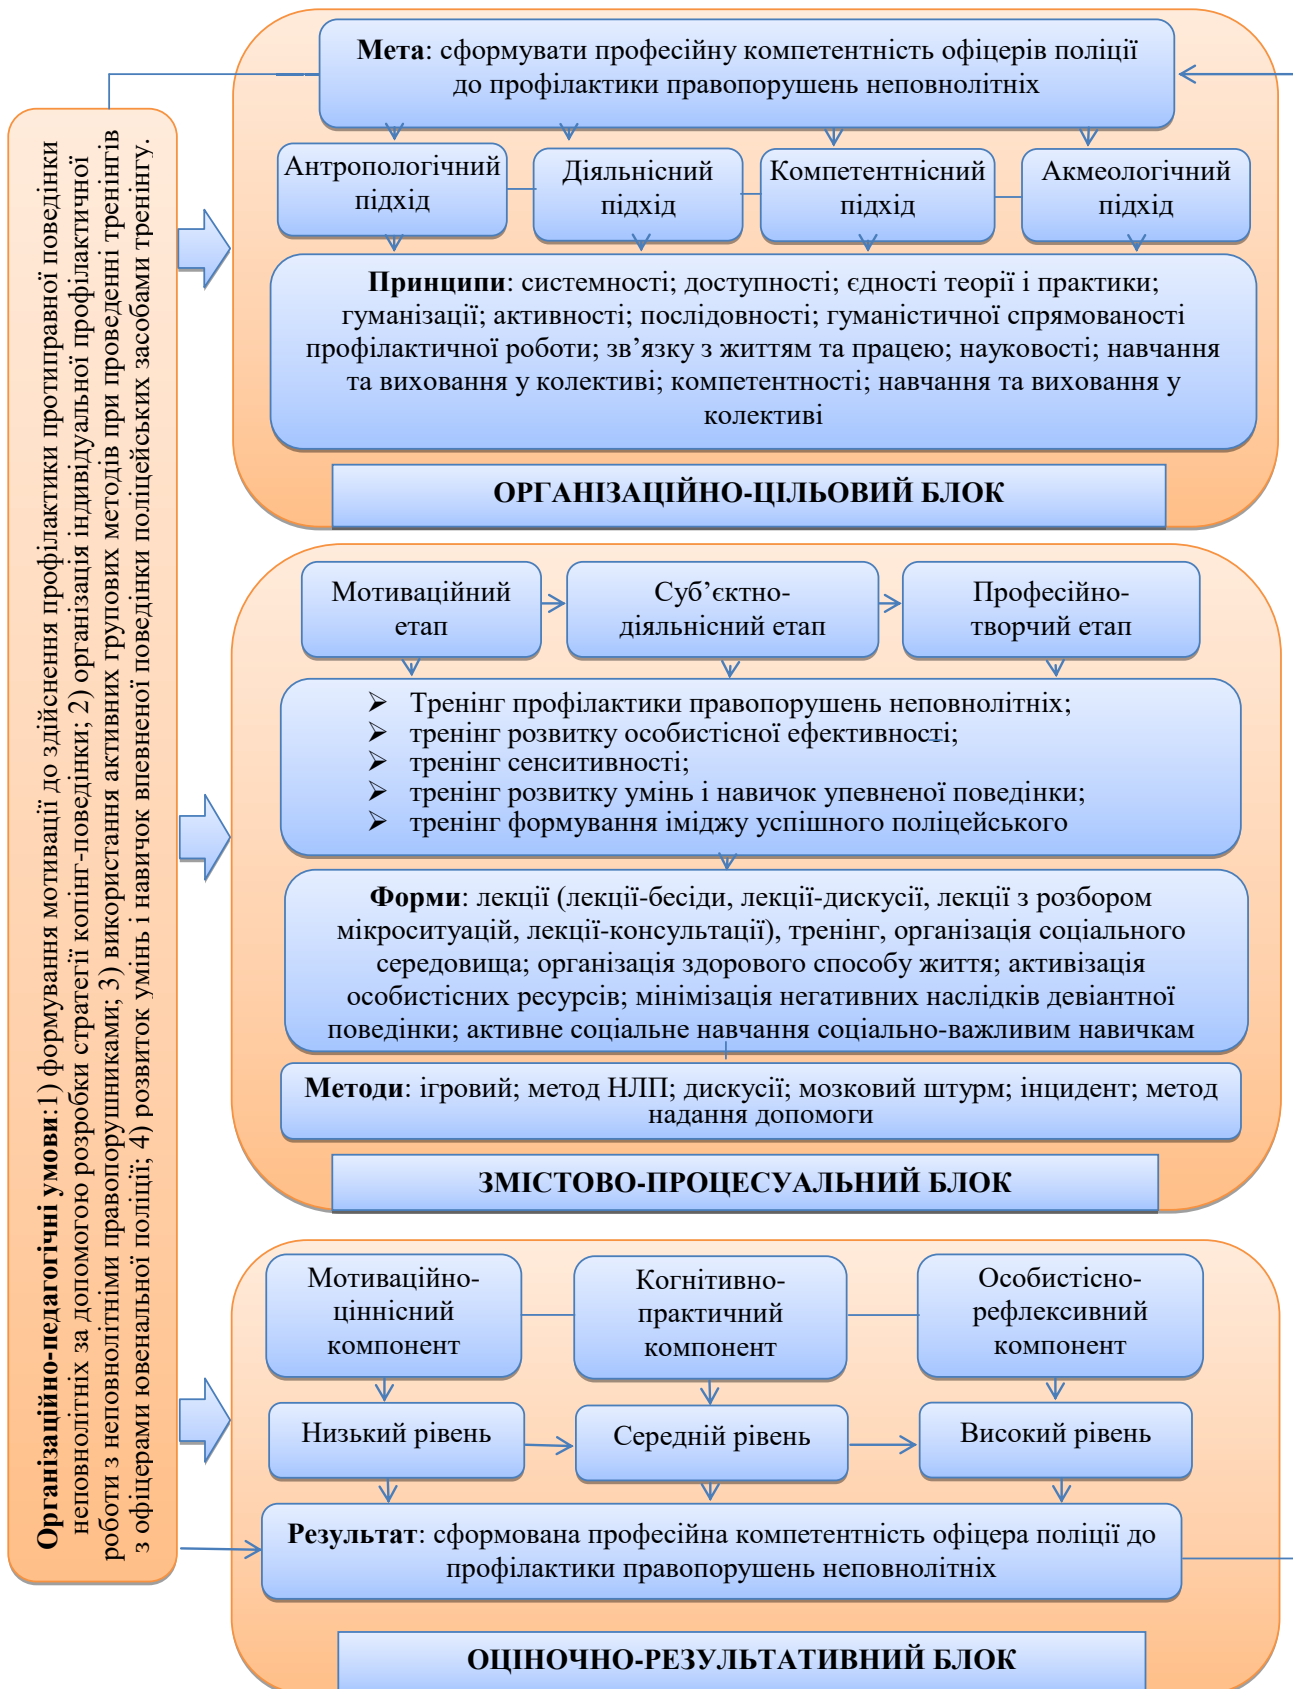 Мета: сформувати професійну компетентність офіцерів поліції
до профілактики правопорушень неповнолітніх
Антропологічний
підхід
Діяльнісний
підхід
Компетентнісний
підхід
Акмеологічний
підхід
Принципи: системності; доступності; єдності теорії і практики;
гуманізації; активності; послідовності; гуманістичної спрямованості
профілактичної роботи; зв’язку з життям та працею; науковості; навчання
та виховання у колективі; компетентності; навчання та виховання у
колективі
ОРГАНІЗАЦІЙНО-ЦІЛЬОВИЙ БЛОК
Організаційно-педагогічні умови:1) формування мотивації до здійснення профілактики протиправної поведінки
неповнолітніх за допомогою розробки стратегії копінг-поведінки; 2) організація індивідуальної профілактичної
роботи з неповнолітніми правопорушниками; 3) використання активних групових методів при проведенні тренінгів
з офіцерами ювенальної поліції; 4) розвиток умінь і навичок впевненої поведінки поліцейських засобами тренінгу.
Мотиваційний
етап
Суб’єктно-
діяльнісний етап
Професійно-
творчий етап
➢ Тренінг профілактики правопорушень неповнолітніх;
➢ тренінг розвитку особистісної ефективності;
➢ тренінг сенситивності;
➢ тренінг розвитку умінь і навичок упевненої поведінки;
➢ тренінг формування іміджу успішного поліцейського
Форми: лекції (лекції-бесіди, лекції-дискусії, лекції з розбором
мікроситуацій, лекції-консультації), тренінг, організація соціального
середовища; організація здорового способу життя; активізація
особистісних ресурсів; мінімізація негативних наслідків девіантної
поведінки; активне соціальне навчання соціально-важливим навичкам
Методи: ігровий; метод НЛП; дискусії; мозковий штурм; інцидент; метод
надання допомоги
ЗМІСТОВО-ПРОЦЕСУАЛЬНИЙ БЛОК
Мотиваційно-
ціннісний
компонент
Когнітивно-
практичний
компонент
Особистісно-
рефлексивний
компонент
Низький рівень
Середній рівень
Високий рівень
Результат: сформована професійна компетентність офіцера поліції до
профілактики правопорушень неповнолітніх
ОЦІНОЧНО-РЕЗУЛЬТАТИВНИЙ БЛОК